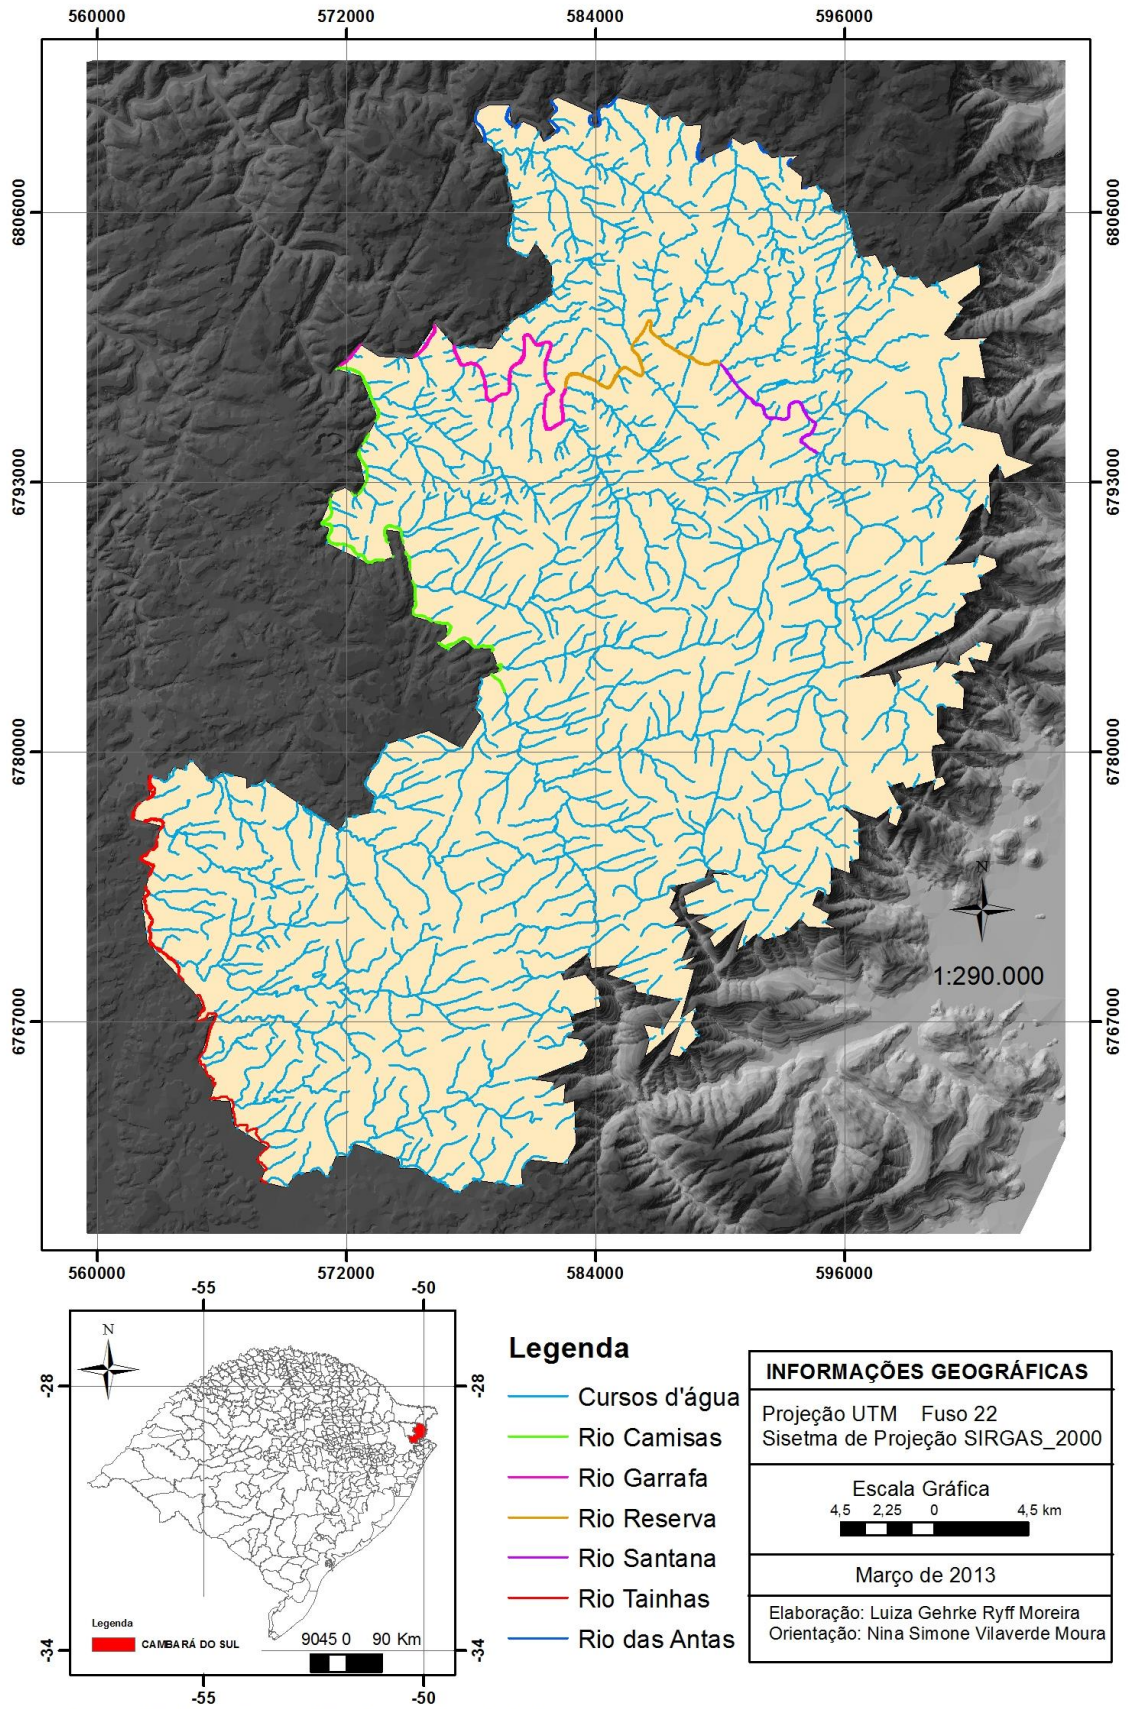 560000 572000 584000 596000
6806000 6806000
6793000 6793000
6780000 6780000
N
1:290.000
6767000 6767000
560000 572000 584000 596000
-55 -50
N
-28 -28
Legenda
CAMBARÁ DO SUL
9045 0 90 Km
-34 -34
-55 -50
Legenda
Cursos d'água
Rio Camisas
Rio Garrafa
Rio Reserva
Rio Santana
Rio Tainhas
Rio das Antas
INFORMAÇÕES GEOGRÁFICAS
Projeção UTM Fuso 22
Sisetma de Projeção SIRGAS_2000
Escala Gráfica
4,5 2,25 0 4,5 km
Março de 2013
Elaboração: Luiza Gehrke Ryff Moreira
Orientação: Nina Simone Vilaverde Moura